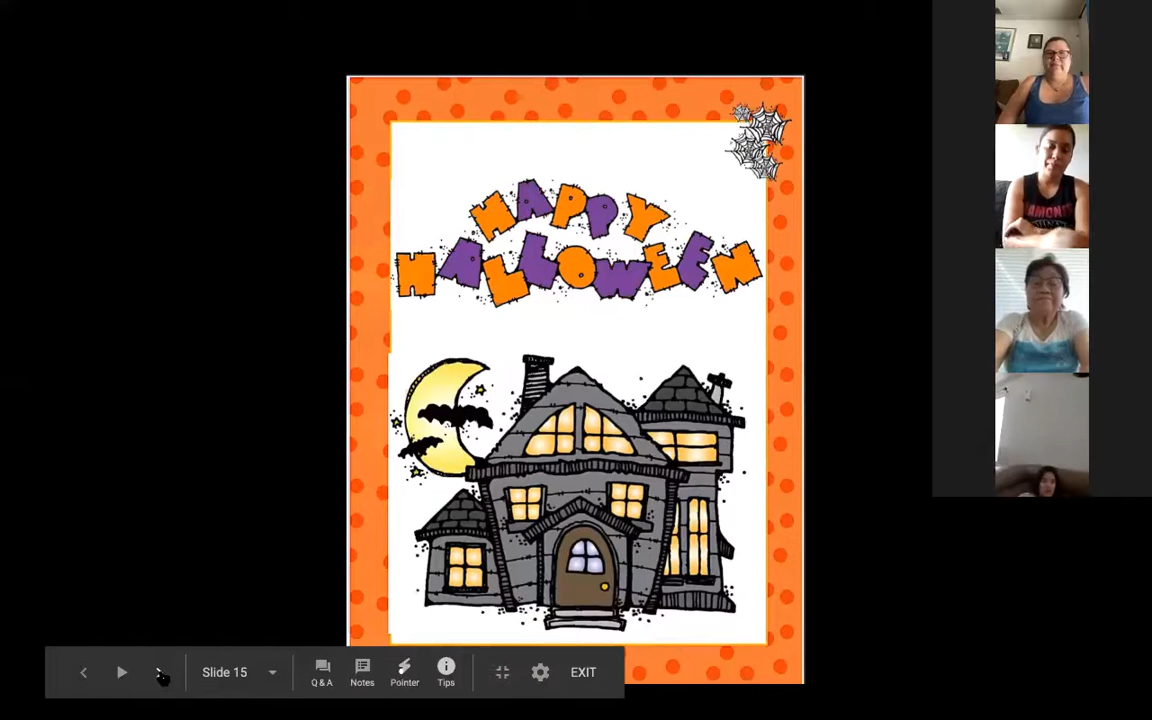 HAPPY
HALLOWEEN
Slide 15
Q & A
Notes
Pointer
Tips
EXIT